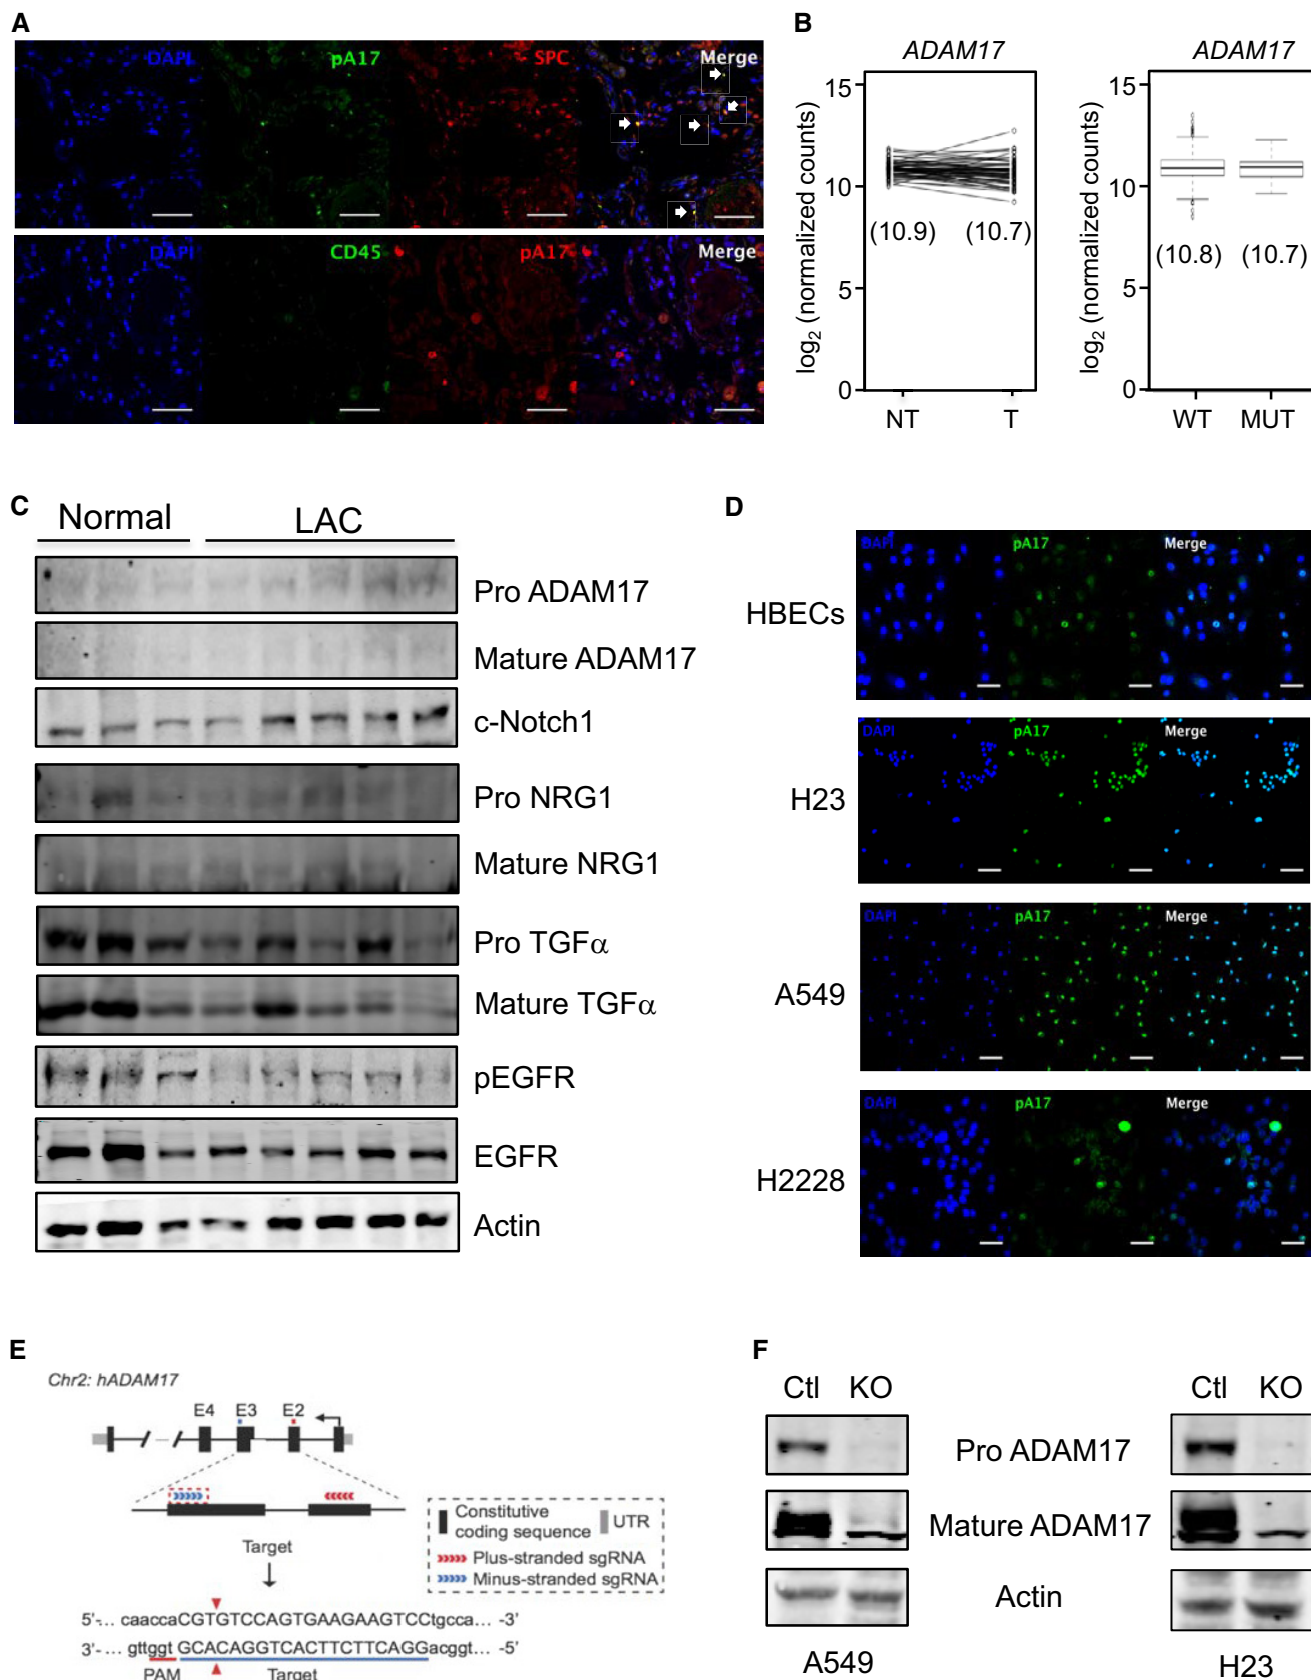 A
DAPI pA17 SPC Merge
DAPI CD45 pA17 Merge
B
ADAM17
log2 (normalized counts)
15
10
5
0
(10.9) (10.7)
NT T
ADAM17
log2 (normalized counts)
15
10
5
0
(10.8) (10.7)
WT MUT
C
Normal LAC
Pro ADAM17
Mature ADAM17
c-Notch1
Pro NRG1
Mature NRG1
Pro TGFα
Mature TGFα
pEGFR
EGFR
Actin
D
HBECs DAPI pA17 Merge
H23 DAPI pA17 Merge
A549 DAPI pA17 Merge
H2228 DAPI pA17 Merge
E
Chr2: hADAM17
E4 E3 E2
Constitutive coding sequence UTR
Plus-stranded sgRNA
Minus-stranded sgRNA
Target
5'-... caaccaCGTGTCCAGTGAAGAAGTCCtgcca... -3'
3'- ... gttggt GCACAGGTCACTTCTTCAGGacggt... -5'
PAM Target
F
Ctl KO Ctl KO
Pro ADAM17
Mature ADAM17
Actin
A549 H23